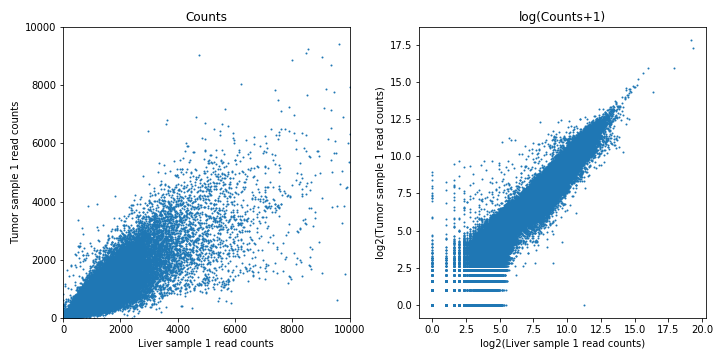 Counts
10000
8000
6000
4000
2000
0
Tumor sample 1 read counts
0 2000 4000 6000 8000 10000
Liver sample 1 read counts
log(Counts+1)
17.5
15.0
12.5
10.0
7.5
5.0
2.5
0.0
log2(Tumor sample 1 read counts)
0.0 2.5 5.0 7.5 10.0 12.5 15.0 17.5 20.0
log2(Liver sample 1 read counts)